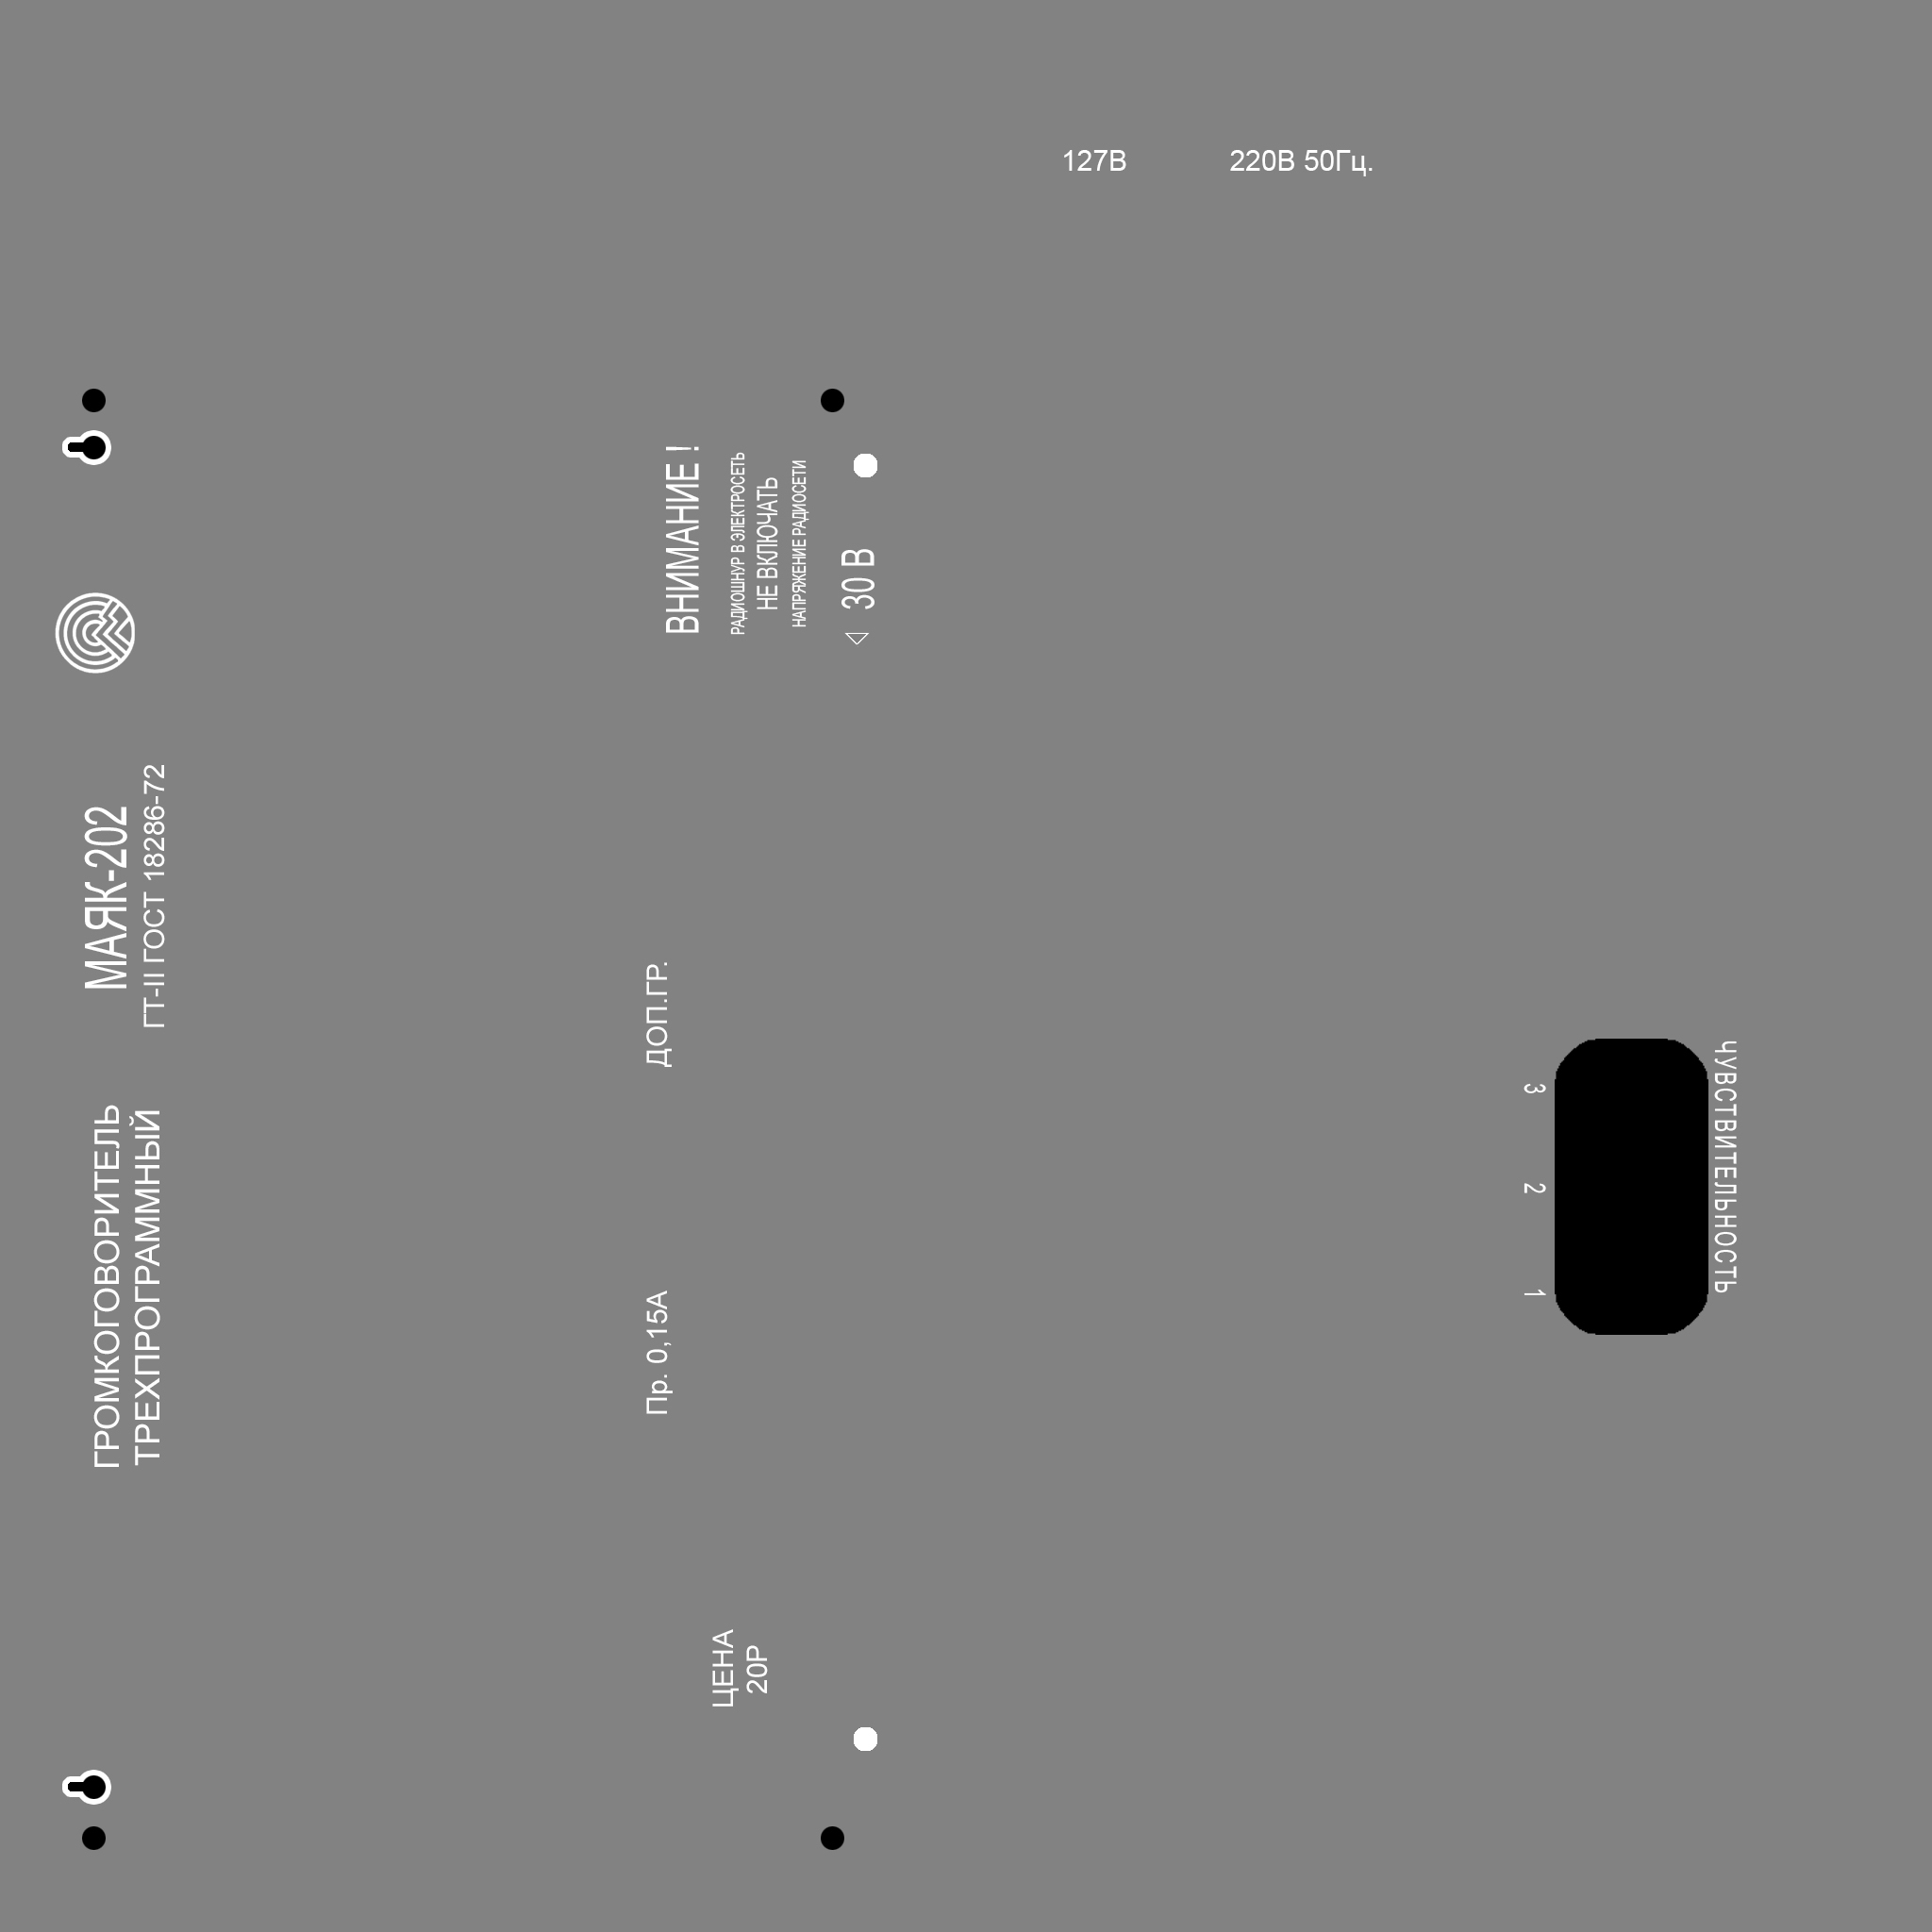 127В
220В 50Гц.
МАЯК-202
ГТ-III ГОСТ 18286-72
ГРОМКОГОВОРИТЕЛЬ
ТРЕХПРОГРАММНЫЙ
ВНИМАНИЕ !
РАДИОШНУР В ЭЛЕКТРОСЕТЬ
НЕ ВКЛЮЧАТЬ
НАПРЯЖЕНИЕ РАДИОСЕТИ
30 В
ДОП.ГР.
Пр. 0,15А
ЦЕНА
20Р
ЧУВСТВИТЕЛЬНОСТЬ
3
2
1